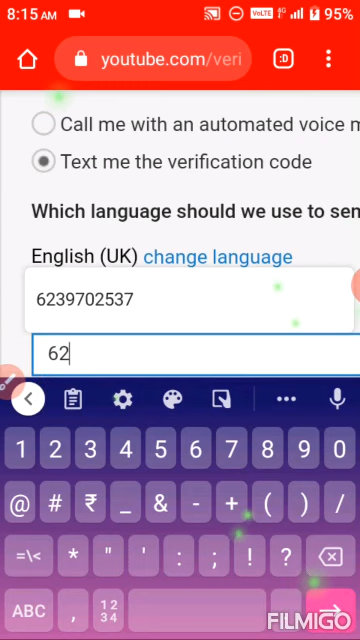 8:15 AM VoLTE 4G 95%
youtube.com/veri :D
Call me with an automated voice m
Text me the verification code
Which language should we use to sen
English (UK) change language
6239702537
62
1 2 3 4 5 6 7 8 9 0
@ # ₹ _ & - + ( ) /
=\< * " ' : ; ! ?
ABC , 12 34
FILMIGO